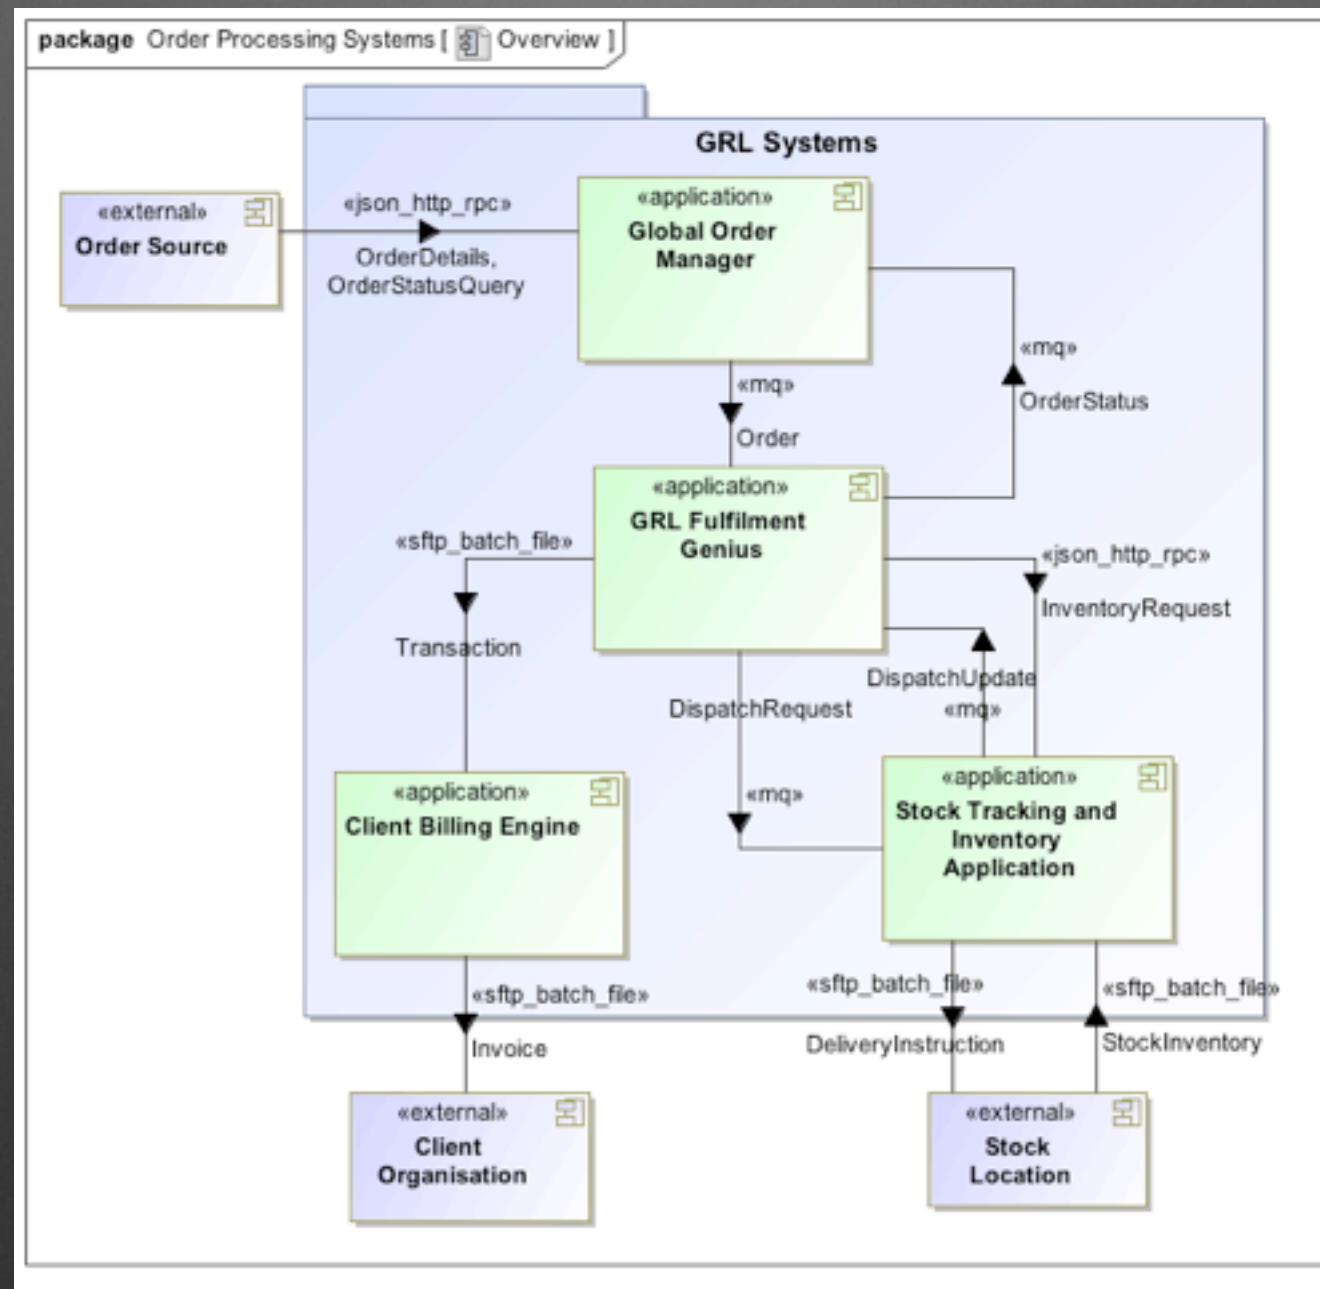 package Order Processing Systems [ Overview ]
GRL Systems
«external»
Order Source
«json_http_rpc»
OrderDetails,
OrderStatusQuery
«application»
Global Order
Manager
«mq»
OrderStatus
«mq»
Order
«application»
GRL Fulfilment
Genius
«sftp_batch_file»
Transaction
«json_http_rpc»
InventoryRequest
DispatchUpdate
«mq»
DispatchRequest
«mq»
«application»
Client Billing Engine
«application»
Stock Tracking and
Inventory
Application
«sftp_batch_file»
Invoice
«sftp_batch_file»
DeliveryInstruction
«sftp_batch_file»
StockInventory
«external»
Client
Organisation
«external»
Stock
Location